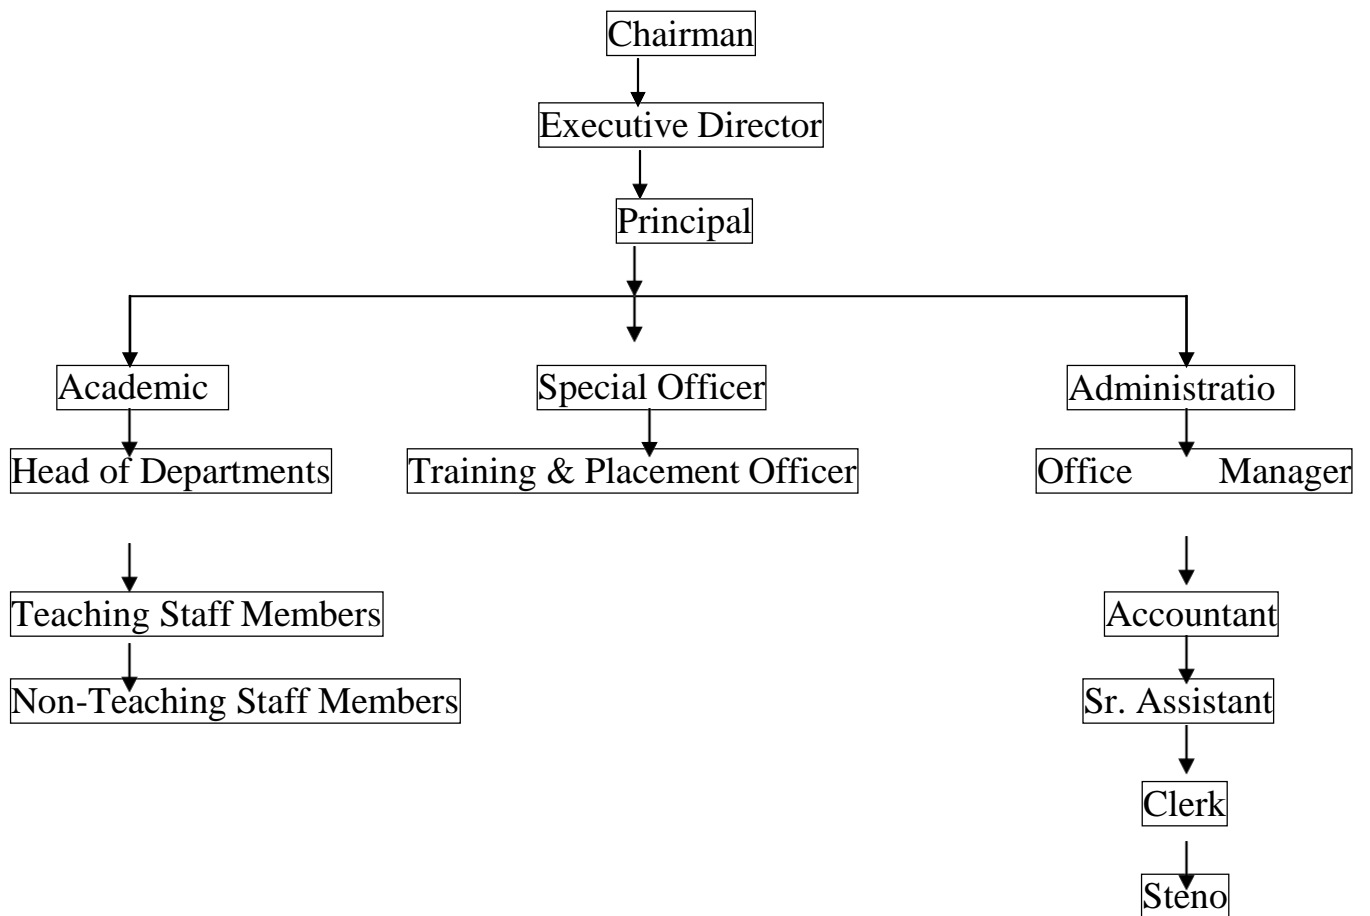 Chairman
Executive Director
Principal
Academic
Special Officer
Administratio
Head of Departments
Training & Placement Officer
Office Manager
Teaching Staff Members
Accountant
Non-Teaching Staff Members
Sr. Assistant
Clerk
Steno